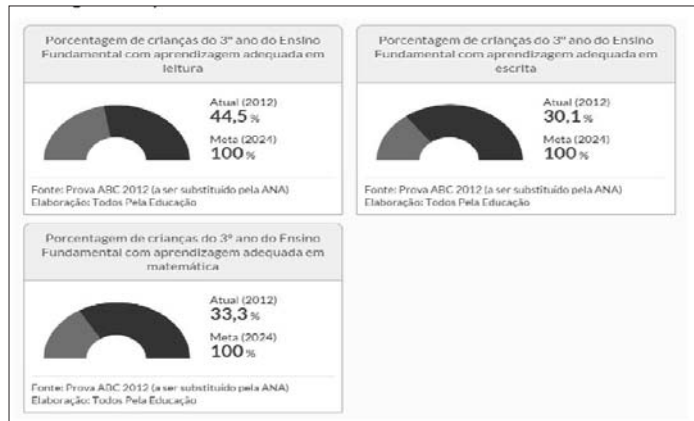 Porcentagem de crianças do 3º ano do Ensino
Fundamental com aprendizagem adequada em
leitura
Atual (2012)
44,5 %
Meta (2024)
100 %
Fonte: Prova ABC 2012 (a ser substituído pela ANA)
Elaboração: Todos Pela Educação
Porcentagem de crianças do 3º ano do Ensino
Fundamental com aprendizagem adequada em
escrita
Atual (2012)
30,1 %
Meta (2024)
100 %
Fonte: Prova ABC 2012 (a ser substituído pela ANA)
Elaboração: Todos Pela Educação
Porcentagem de crianças do 3º ano do Ensino
Fundamental com aprendizagem adequada em
matemática
Atual (2012)
33,3 %
Meta (2024)
100 %
Fonte: Prova ABC 2012 (a ser substituído pela ANA)
Elaboração: Todos Pela Educação